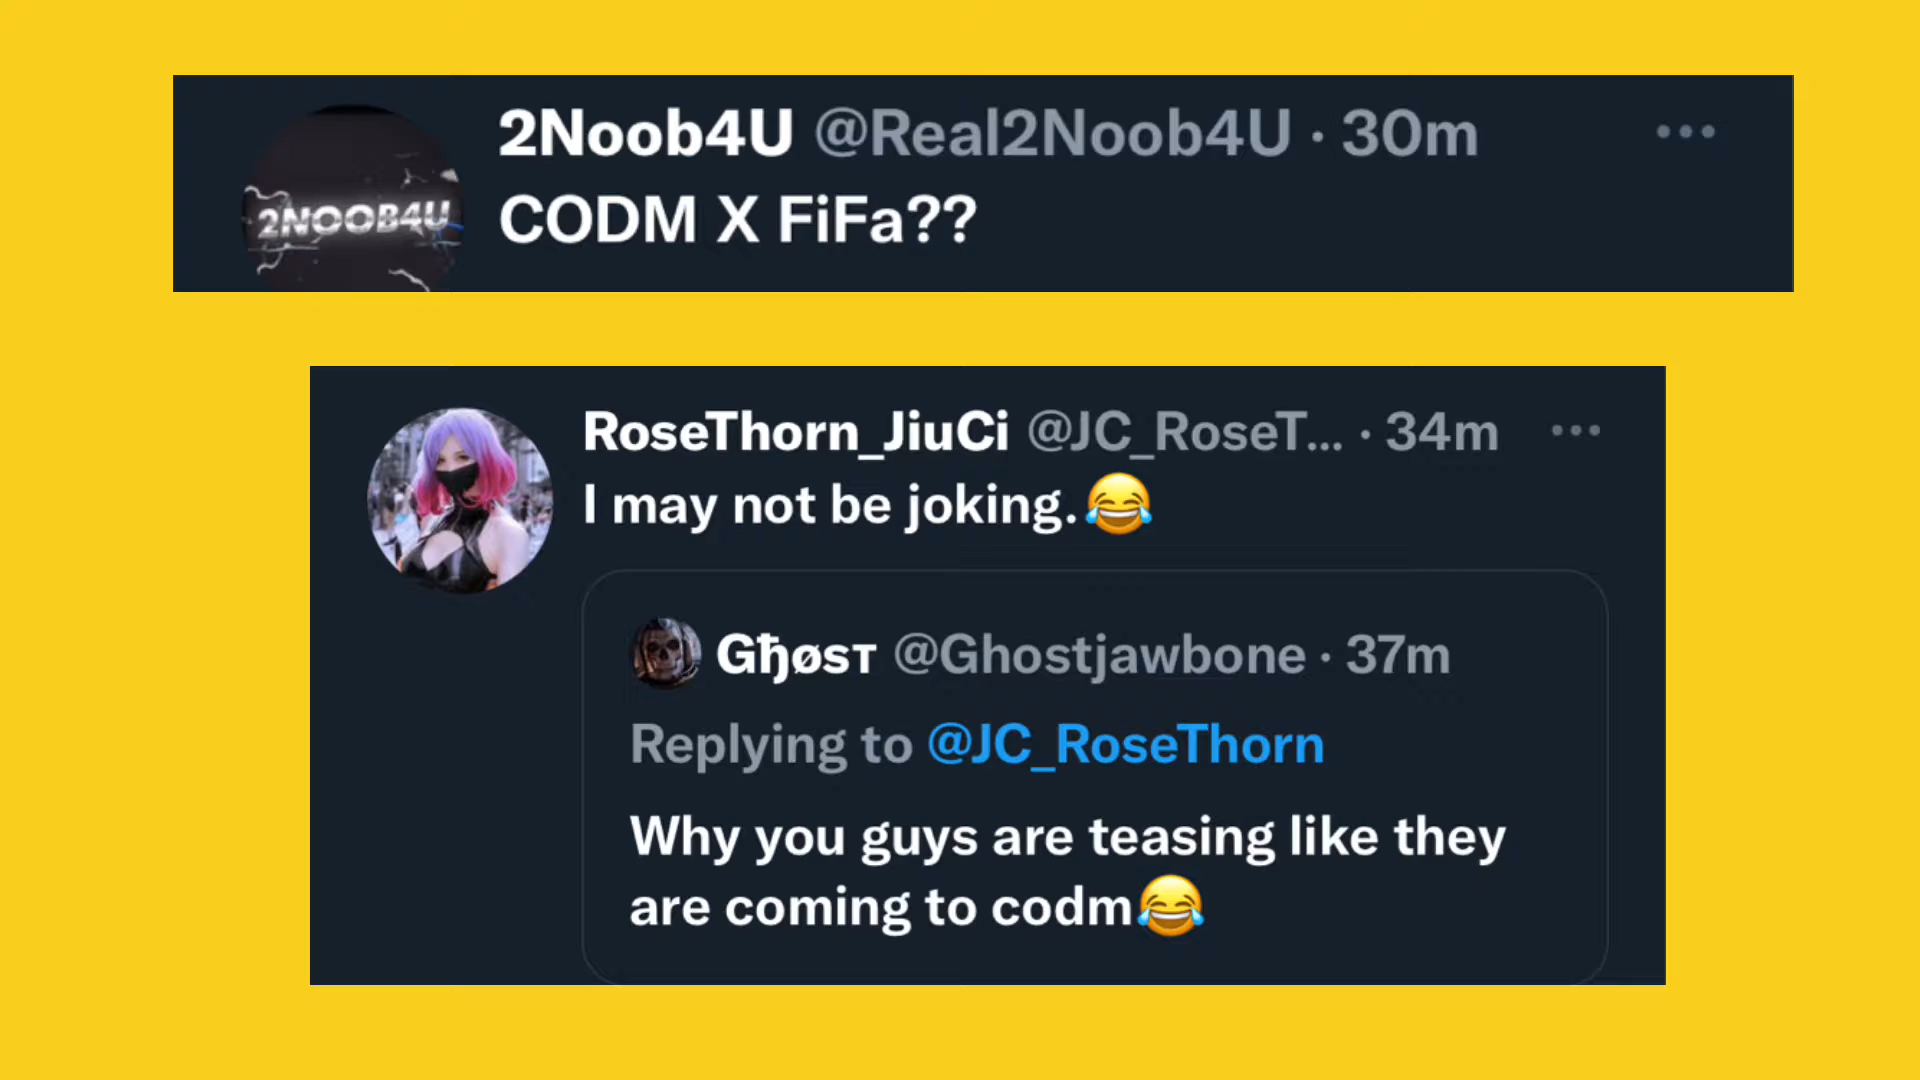 2Noob4U @Real2Noob4U · 30m
2NOOB4U
CODM X FiFa??
RoseThorn_JiuCi @JC_RoseT... · 34m
I may not be joking.😂
Gђøsт @Ghostjawbone · 37m
Replying to @JC_RoseThorn
Why you guys are teasing like they
are coming to codm😂